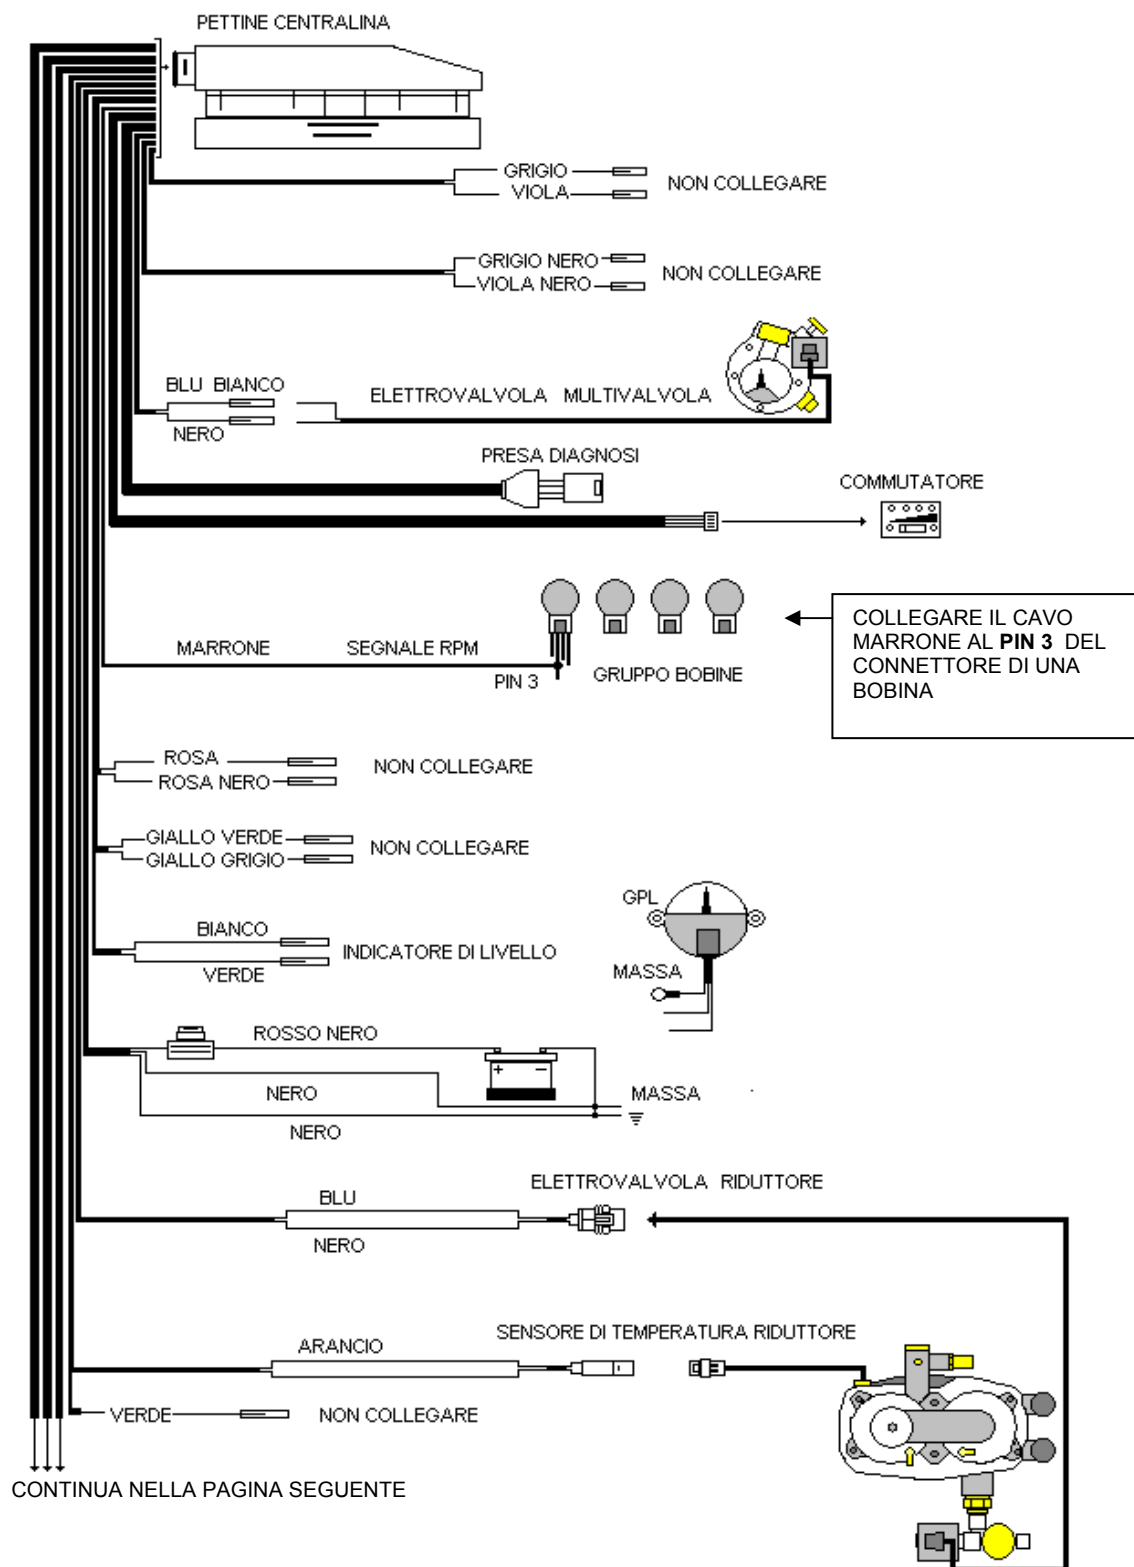 PETTINE CENTRALINA
GRIGIO
VIOLA
NON COLLEGARE
GRIGIO NERO
VIOLA NERO
NON COLLEGARE
BLU BIANCO
NERO
ELETTROVALVOLA MULTIVALVOLA
PRESA DIAGNOSI
COMMUTATORE
MARRONE
SEGNALE RPM
PIN 3
GRUPPO BOBINE
COLLEGARE IL CAVO
MARRONE AL PIN 3 DEL
CONNETTORE DI UNA
BOBINA
ROSA
ROSA NERO
NON COLLEGARE
GIALLO VERDE
GIALLO GRIGIO
NON COLLEGARE
GPL
BIANCO
VERDE
INDICATORE DI LIVELLO
MASSA
ROSSO NERO
+ −
NERO
MASSA
NERO
BLU
NERO
ELETTROVALVOLA RIDUTTORE
ARANCIO
SENSORE DI TEMPERATURA RIDUTTORE
VERDE
NON COLLEGARE
CONTINUA NELLA PAGINA SEGUENTE